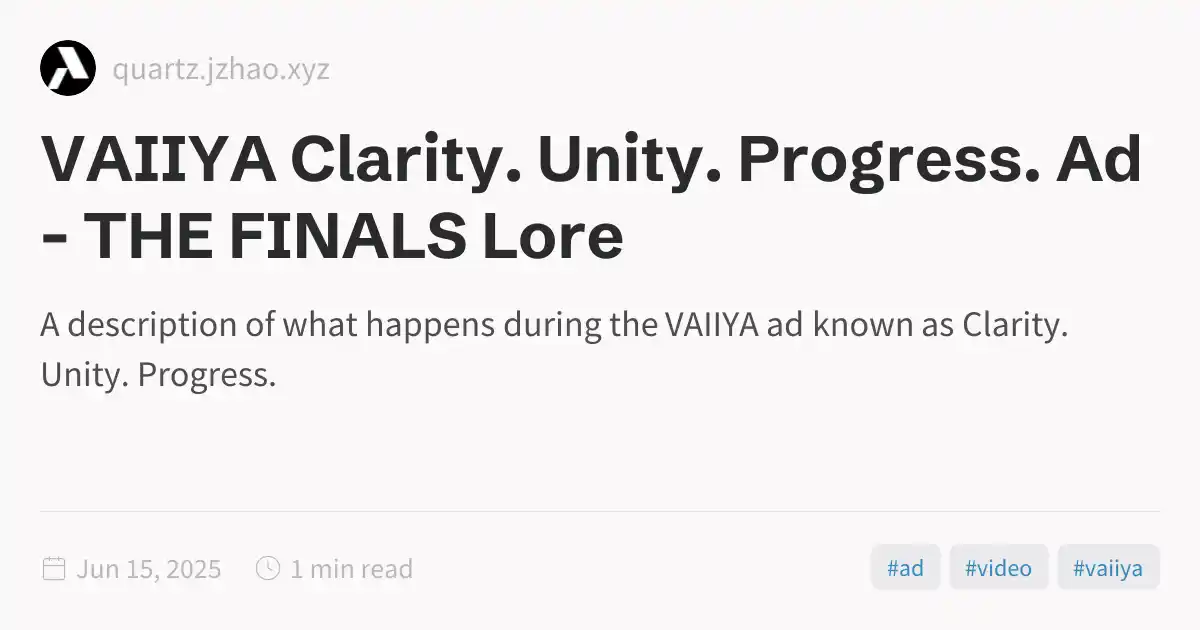 quartz.jzhao.xyz
VAIIYA Clarity. Unity. Progress. Ad
- THE FINALS Lore
A description of what happens during the VAIIYA ad known as Clarity.
Unity. Progress.
Jun 15, 2025 1 min read #ad #video #vaiiya